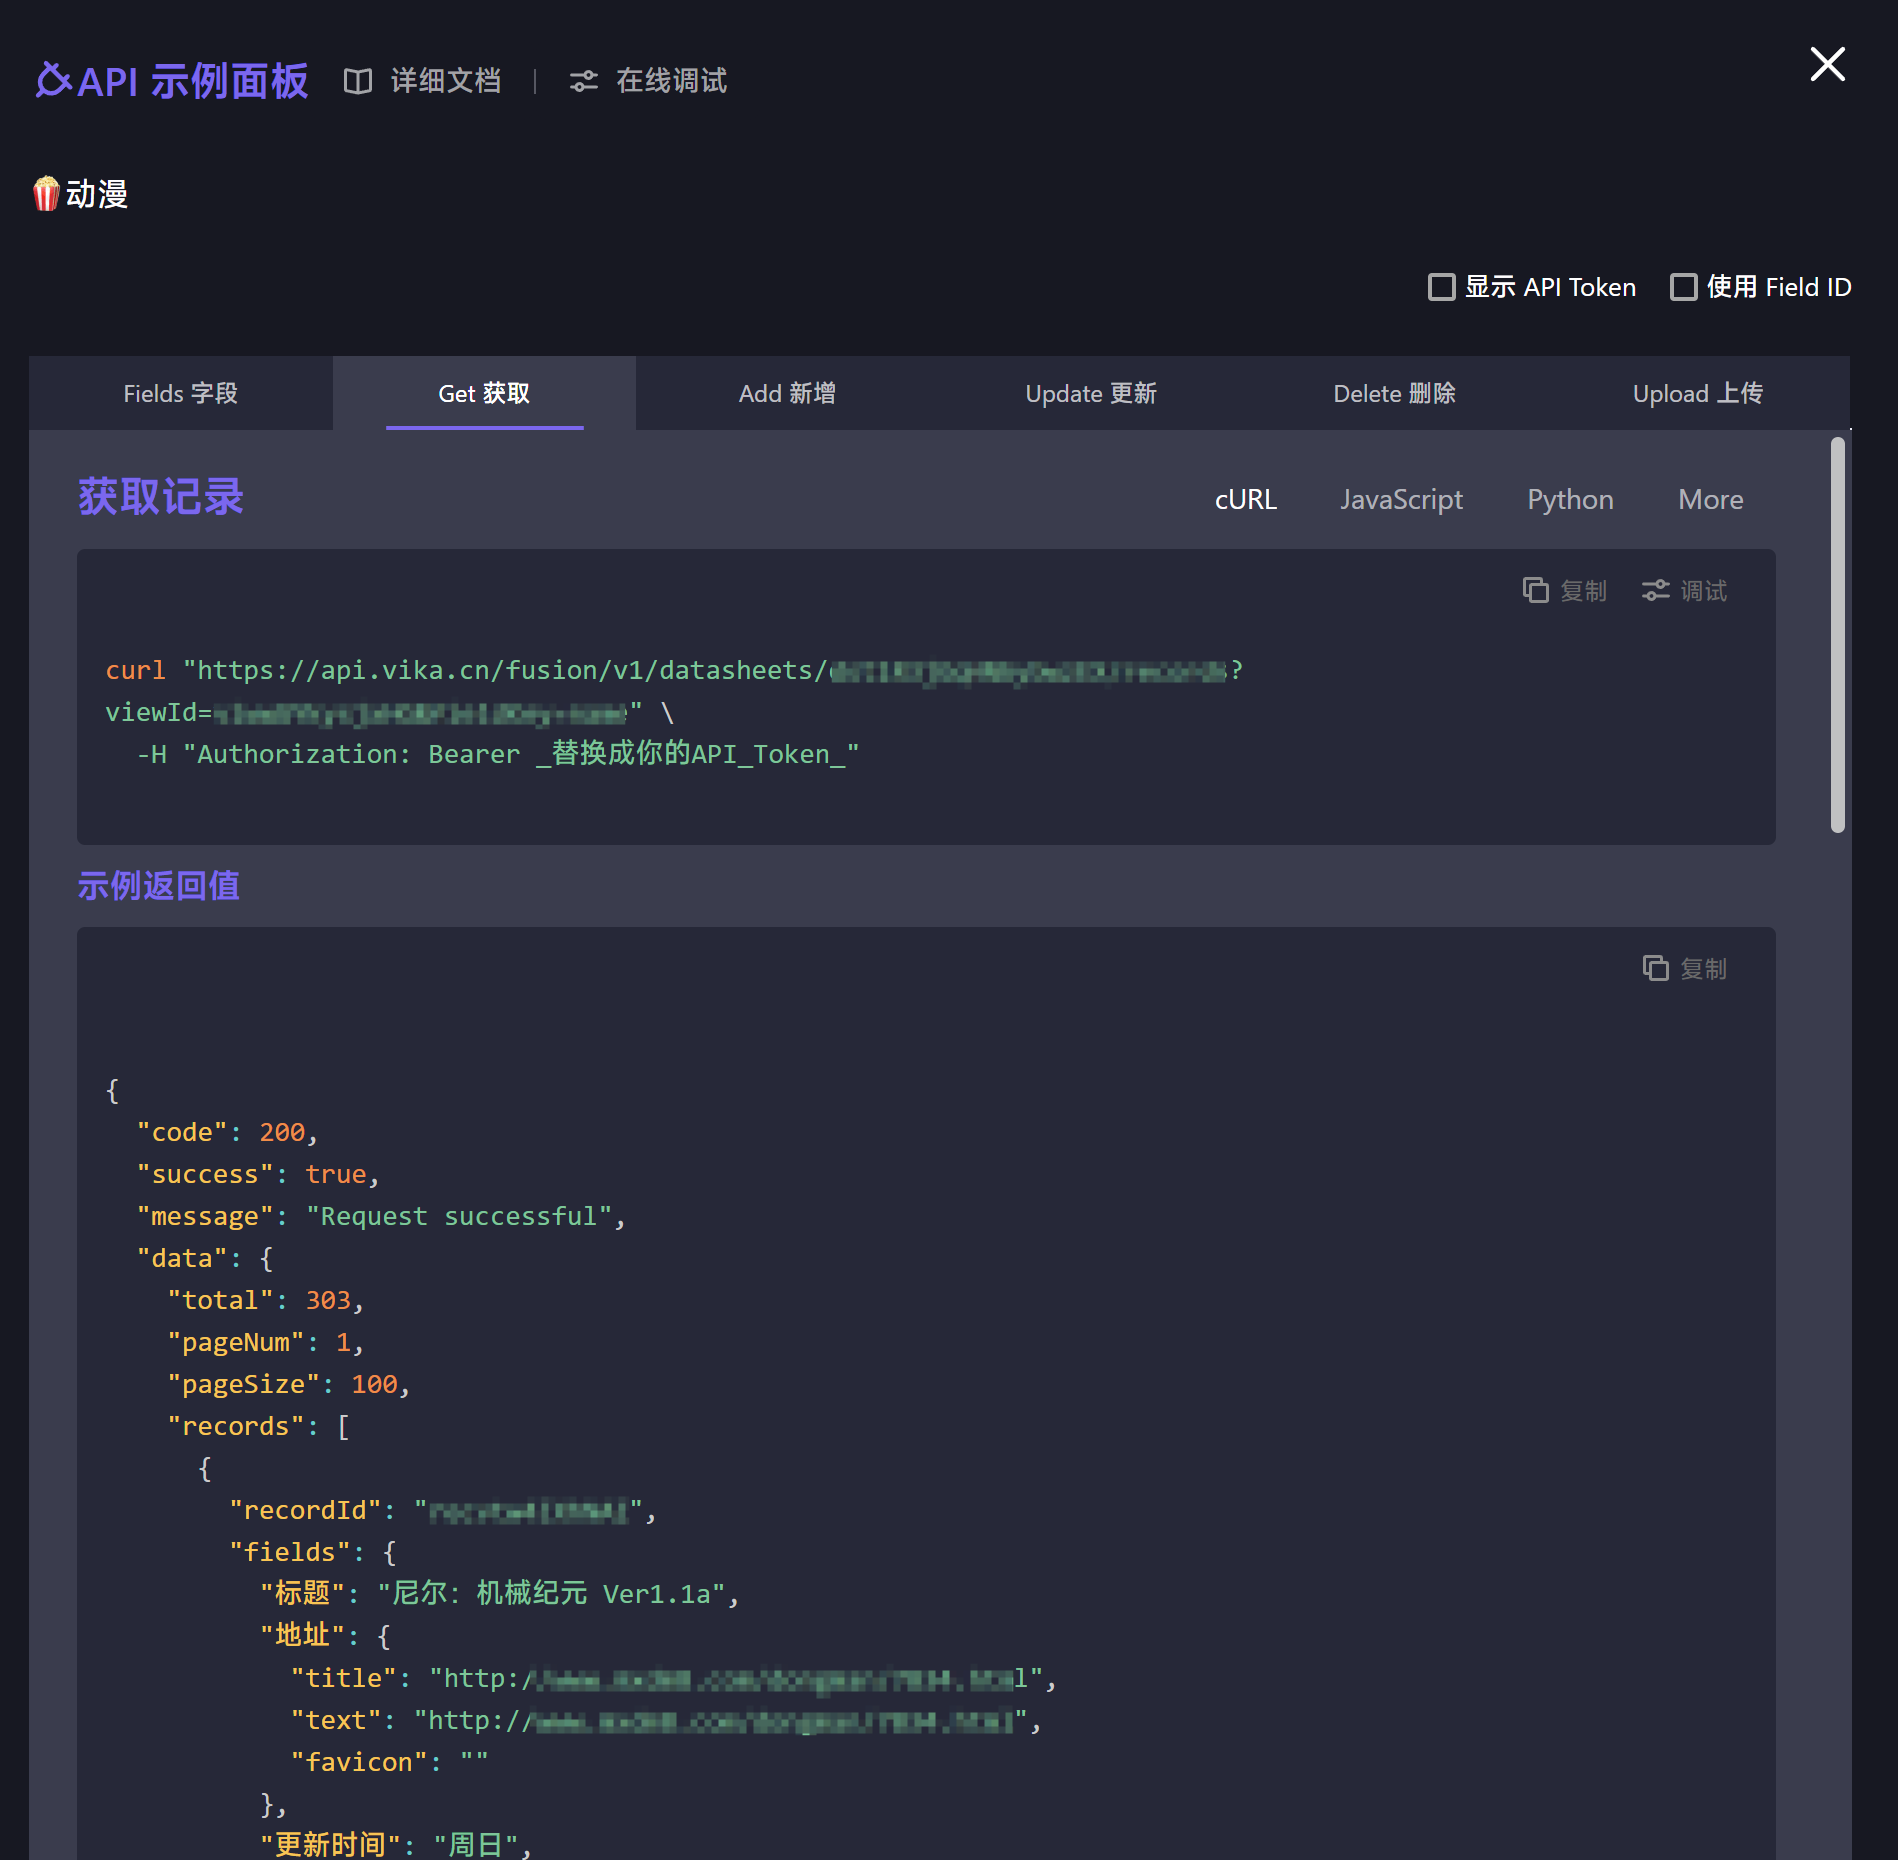 API 示例面板 详细文档 | 在线调试
动漫
显示 API Token 使用 Field ID
Fields 字段 Get 获取 Add 新增 Update 更新 Delete 删除 Upload 上传
获取记录 cURL JavaScript Python More
复制 调试
curl "https://api.vika.cn/fusion/v1/datasheets/ ?
viewId= " \
-H "Authorization: Bearer _替换成你的API_Token_"
示例返回值
复制
{
"code": 200,
"success": true,
"message": "Request successful",
"data": {
"total": 303,
"pageNum": 1,
"pageSize": 100,
"records": [
{
"recordId": " ",
"fields": {
"标题": "尼尔：机械纪元 Ver1.1a",
"地址": {
"title": "http:/ l",
"text": "http:// ",
"favicon": ""
},
"更新时间": "周日",